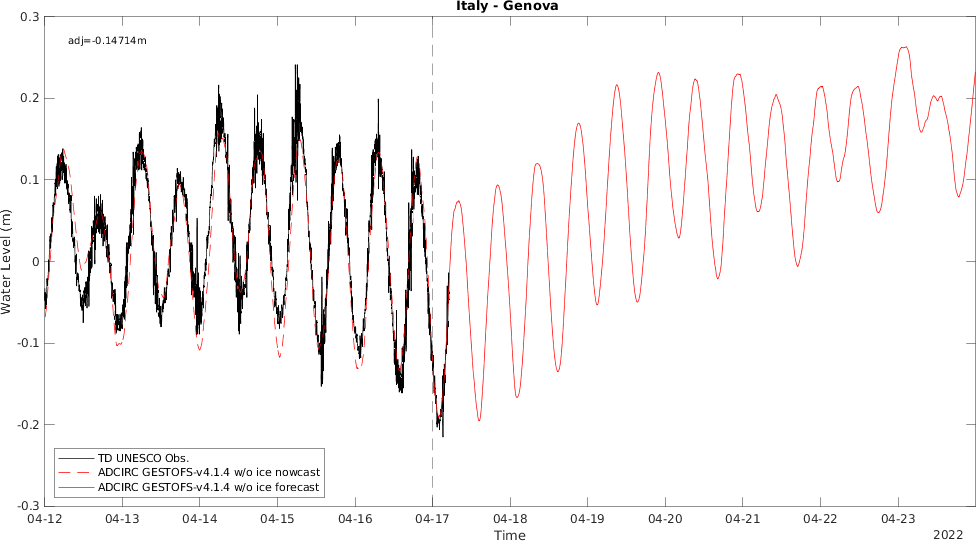 Italy - Genova
0.3
adj=-0.14714m
0.2
0.1
0
-0.1
-0.2
-0.3
Water Level (m)
TD UNESCO Obs.
ADCIRC GESTOFS-v4.1.4 w/o ice nowcast
ADCIRC GESTOFS-v4.1.4 w/o ice forecast
04-12 04-13 04-14 04-15 04-16 04-17 04-18 04-19 04-20 04-21 04-22 04-23
Time
2022